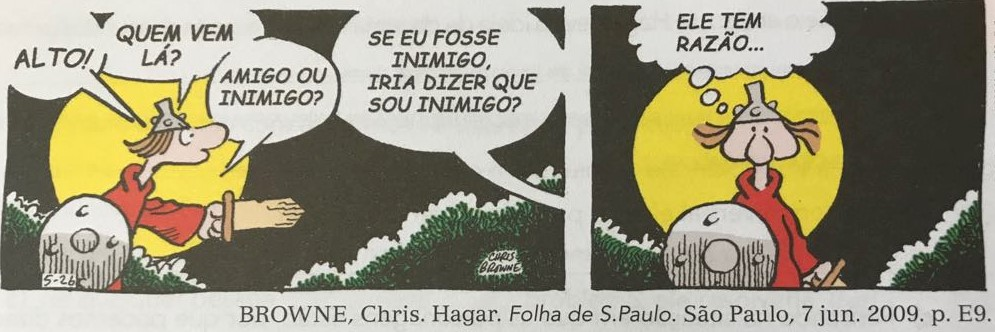 ALTO!
QUEM VEM
LÁ?
AMIGO OU
INIMIGO?
SE EU FOSSE
INIMIGO,
IRIA DIZER QUE
SOU INIMIGO?
ELE TEM
RAZÃO...
5-26
CHRIS
BROWNE
BROWNE, Chris. Hagar. Folha de S.Paulo. São Paulo, 7 jun. 2009. p. E9.